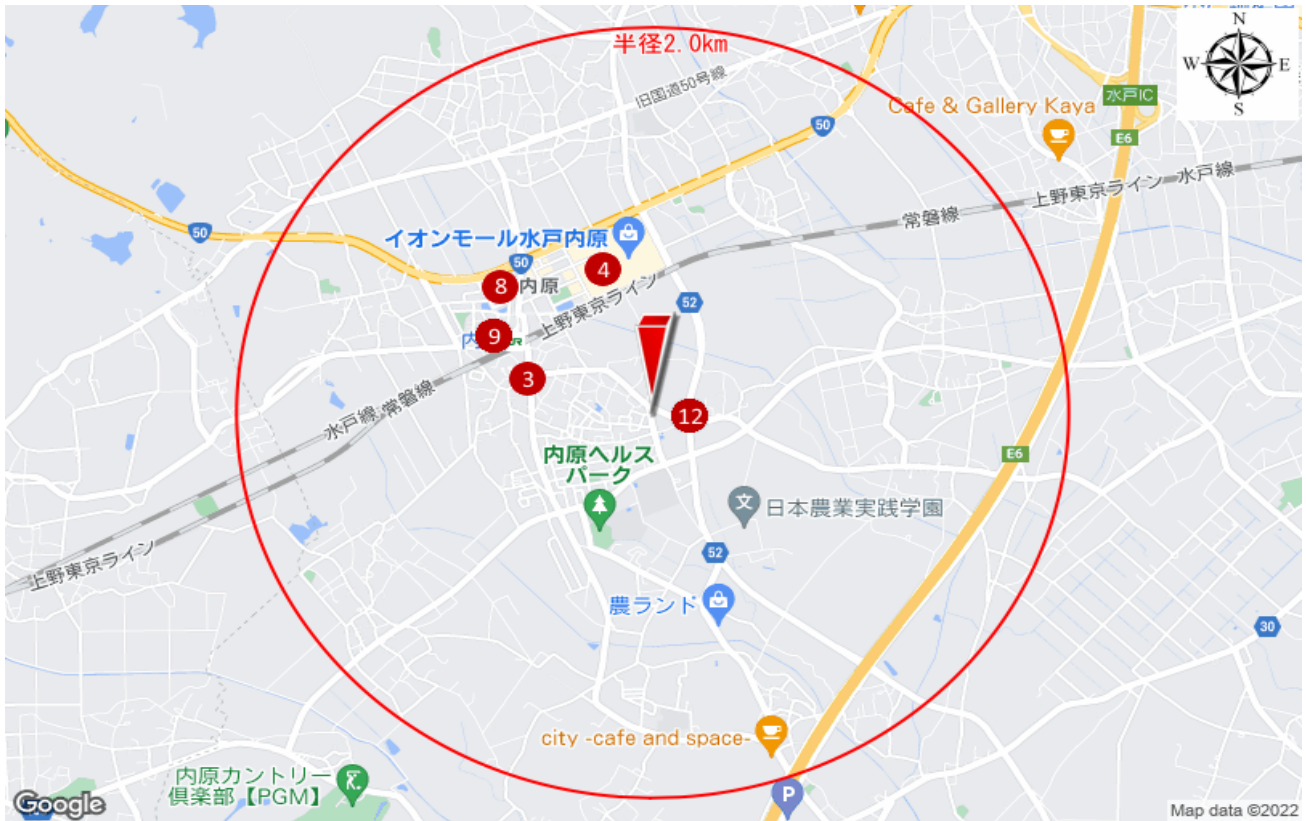 半径2.0km
N
W
E
S
旧国道50号線
水戸IC
Cafe & Gallery Kaya
50
E6
上野東京ライン 水戸線
常磐線
50
イオンモール水戸内原
50
4
8
内原
上野東京ライン
52
9
内
JR
3
水戸線
常磐線
12
内原ヘルス
パーク
E6
日本農業実践学園
上野東京ライン
52
農ランド
30
city -cafe and space-
内原カントリー
倶楽部【PGM】
P
Google
Map data ©2022